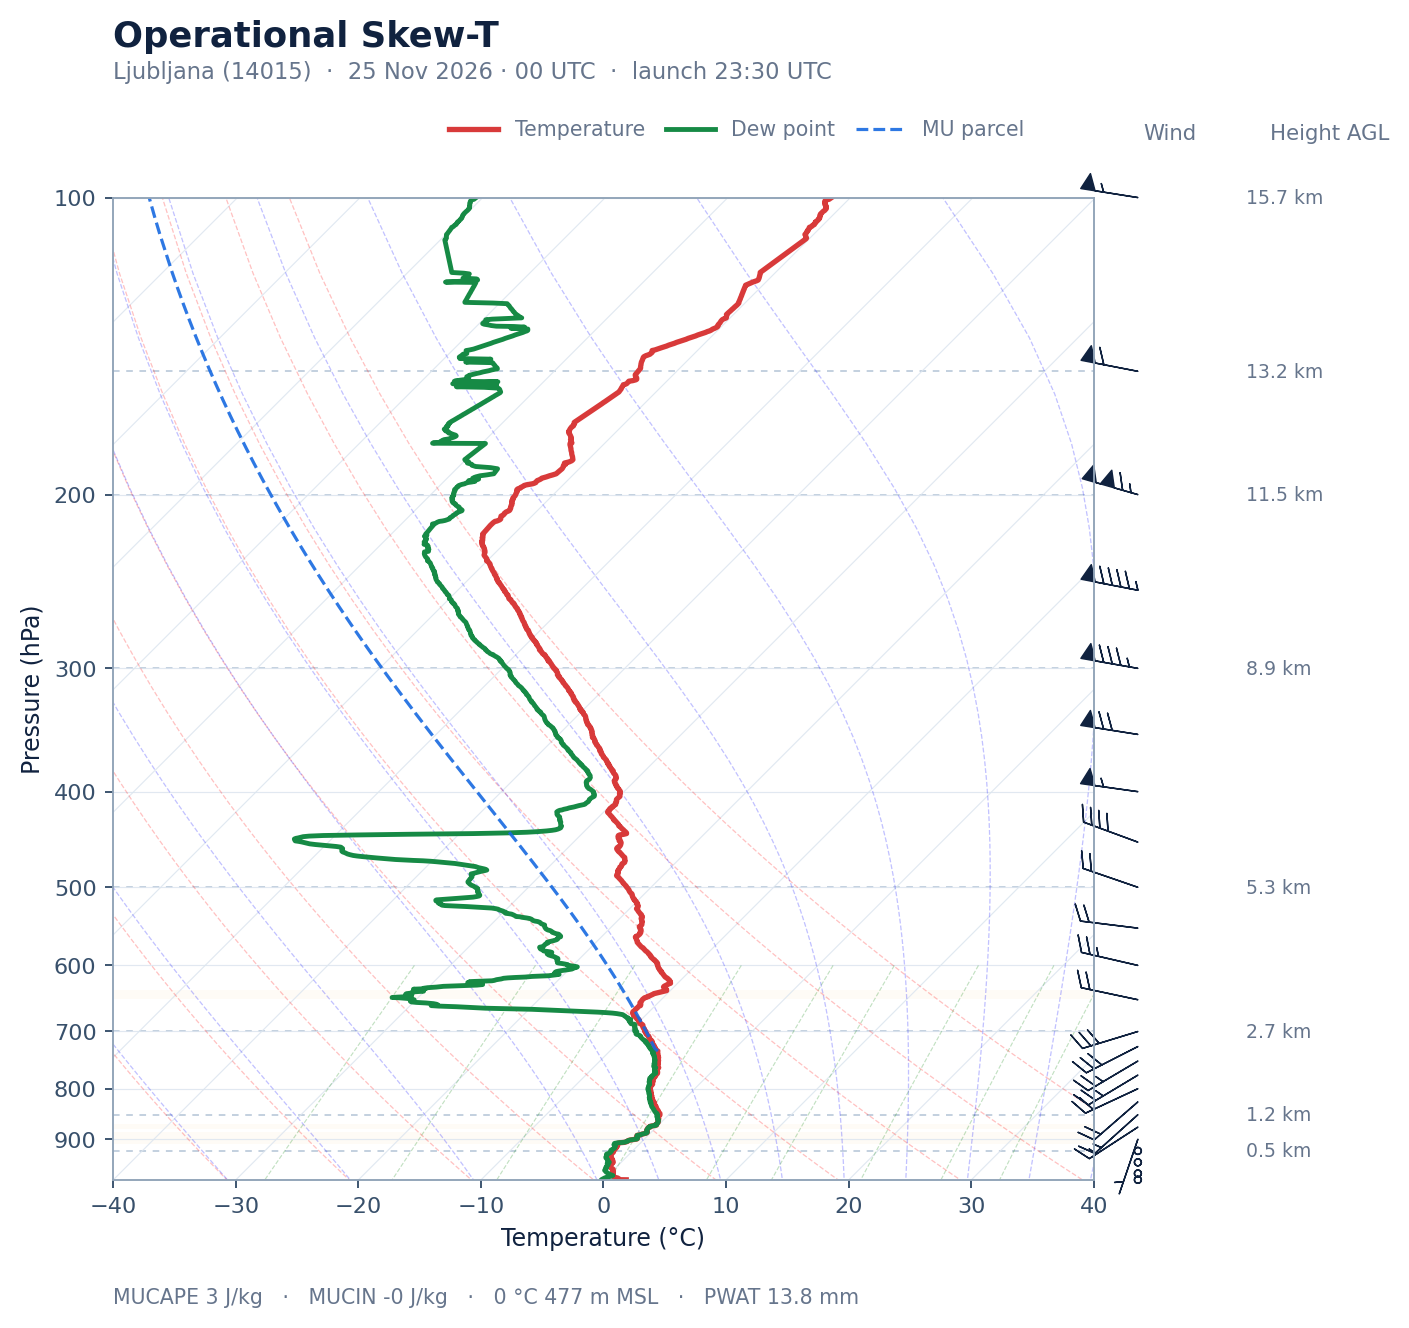 Operational Skew-T
Ljubljana (14015) · 25 Nov 2026 · 00 UTC · launch 23:30 UTC
Temperature Dew point MU parcel Wind Height AGL
100 15.7 km
13.2 km
200 11.5 km
300 8.9 km
400
500 5.3 km
600
700 2.7 km
800
1.2 km
900
0.5 km
Pressure (hPa)
−40 −30 −20 −10 0 10 20 30 40
Temperature (°C)
MUCAPE 3 J/kg · MUCIN -0 J/kg · 0 °C 477 m MSL · PWAT 13.8 mm